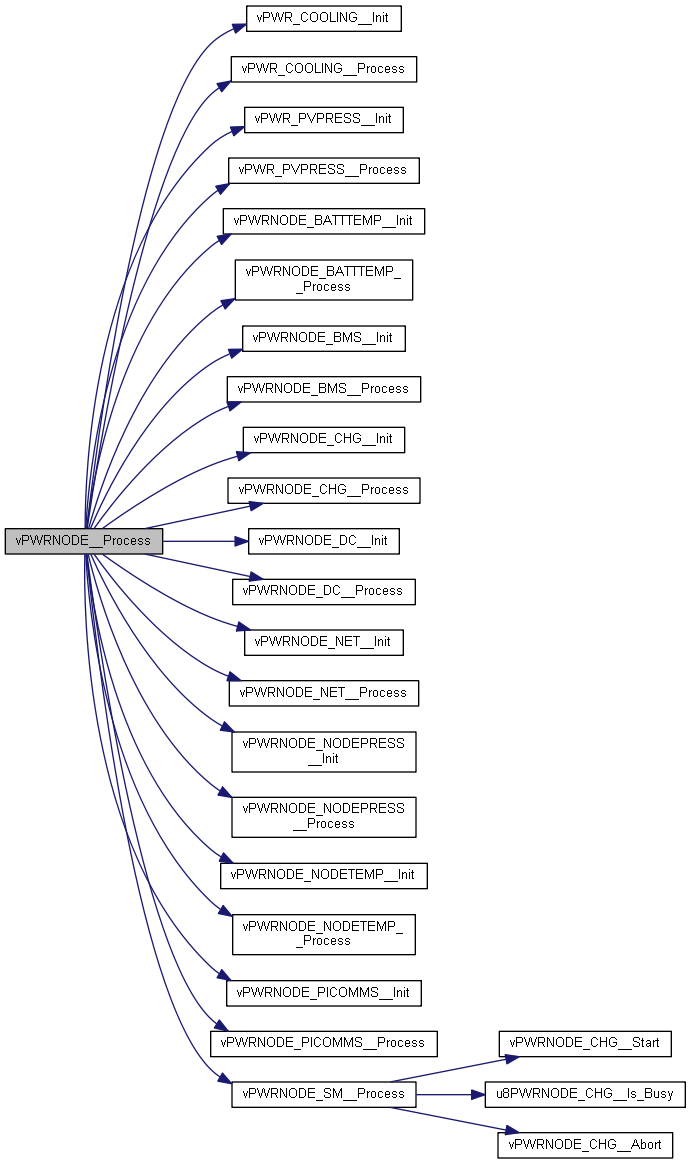 vPWR_COOLING__Init
vPWR_COOLING__Process
vPWR_PVPRESS__Init
vPWR_PVPRESS__Process
vPWRNODE_BATTTEMP__Init
vPWRNODE_BATTTEMP_
_Process
vPWRNODE_BMS__Init
vPWRNODE_BMS__Process
vPWRNODE_CHG__Init
vPWRNODE_CHG__Process
vPWRNODE__Process
vPWRNODE_DC__Init
vPWRNODE_DC__Process
vPWRNODE_NET__Init
vPWRNODE_NET__Process
vPWRNODE_NODEPRESS
__Init
vPWRNODE_NODEPRESS
__Process
vPWRNODE_NODETEMP__Init
vPWRNODE_NODETEMP_
_Process
vPWRNODE_PICOMMS__Init
vPWRNODE_PICOMMS__Process
vPWRNODE_SM__Process
vPWRNODE_CHG__Start
u8PWRNODE_CHG__Is_Busy
vPWRNODE_CHG__Abort